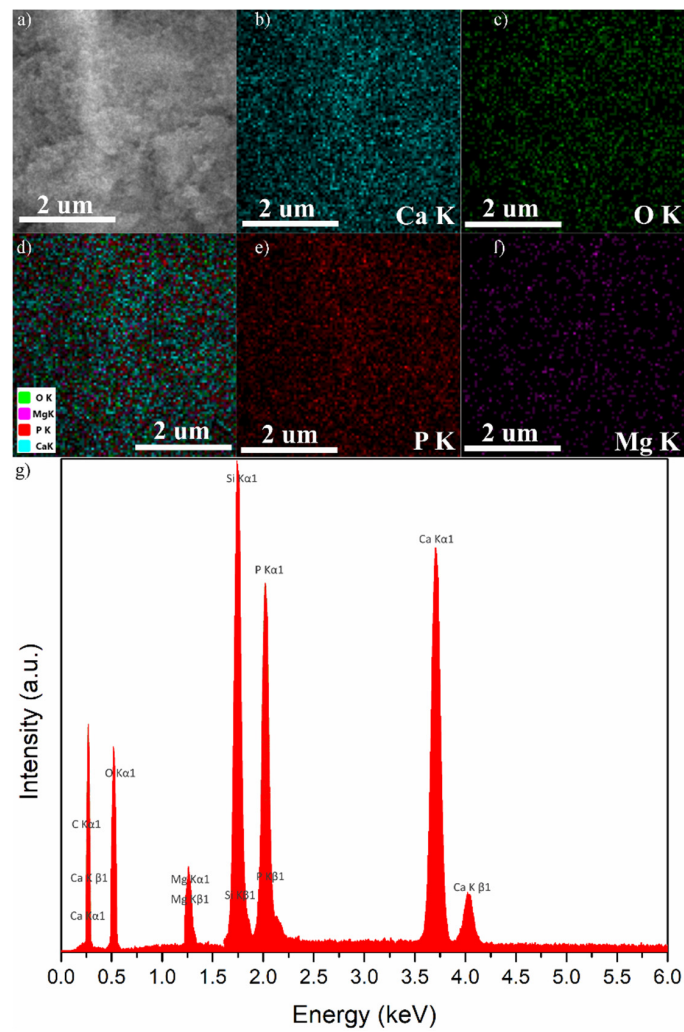 a)
2 um
b)
2 um
Ca K
c)
2 um
O K
d)
O K
MgK
P K
CaK
2 um
e)
2 um
P K
f)
2 um
Mg K
g)
Si Kα1
Ca Kα1
P Kα1
O Kα1
C Kα1
Ca K β1
Ca Kα1
Mg Kα1
Mg Kβ1
Si Kβ1
P Kβ1
Ca K β1
Intensity (a.u.)
0.0 0.5 1.0 1.5 2.0 2.5 3.0 3.5 4.0 4.5 5.0 5.5 6.0
Energy (keV)